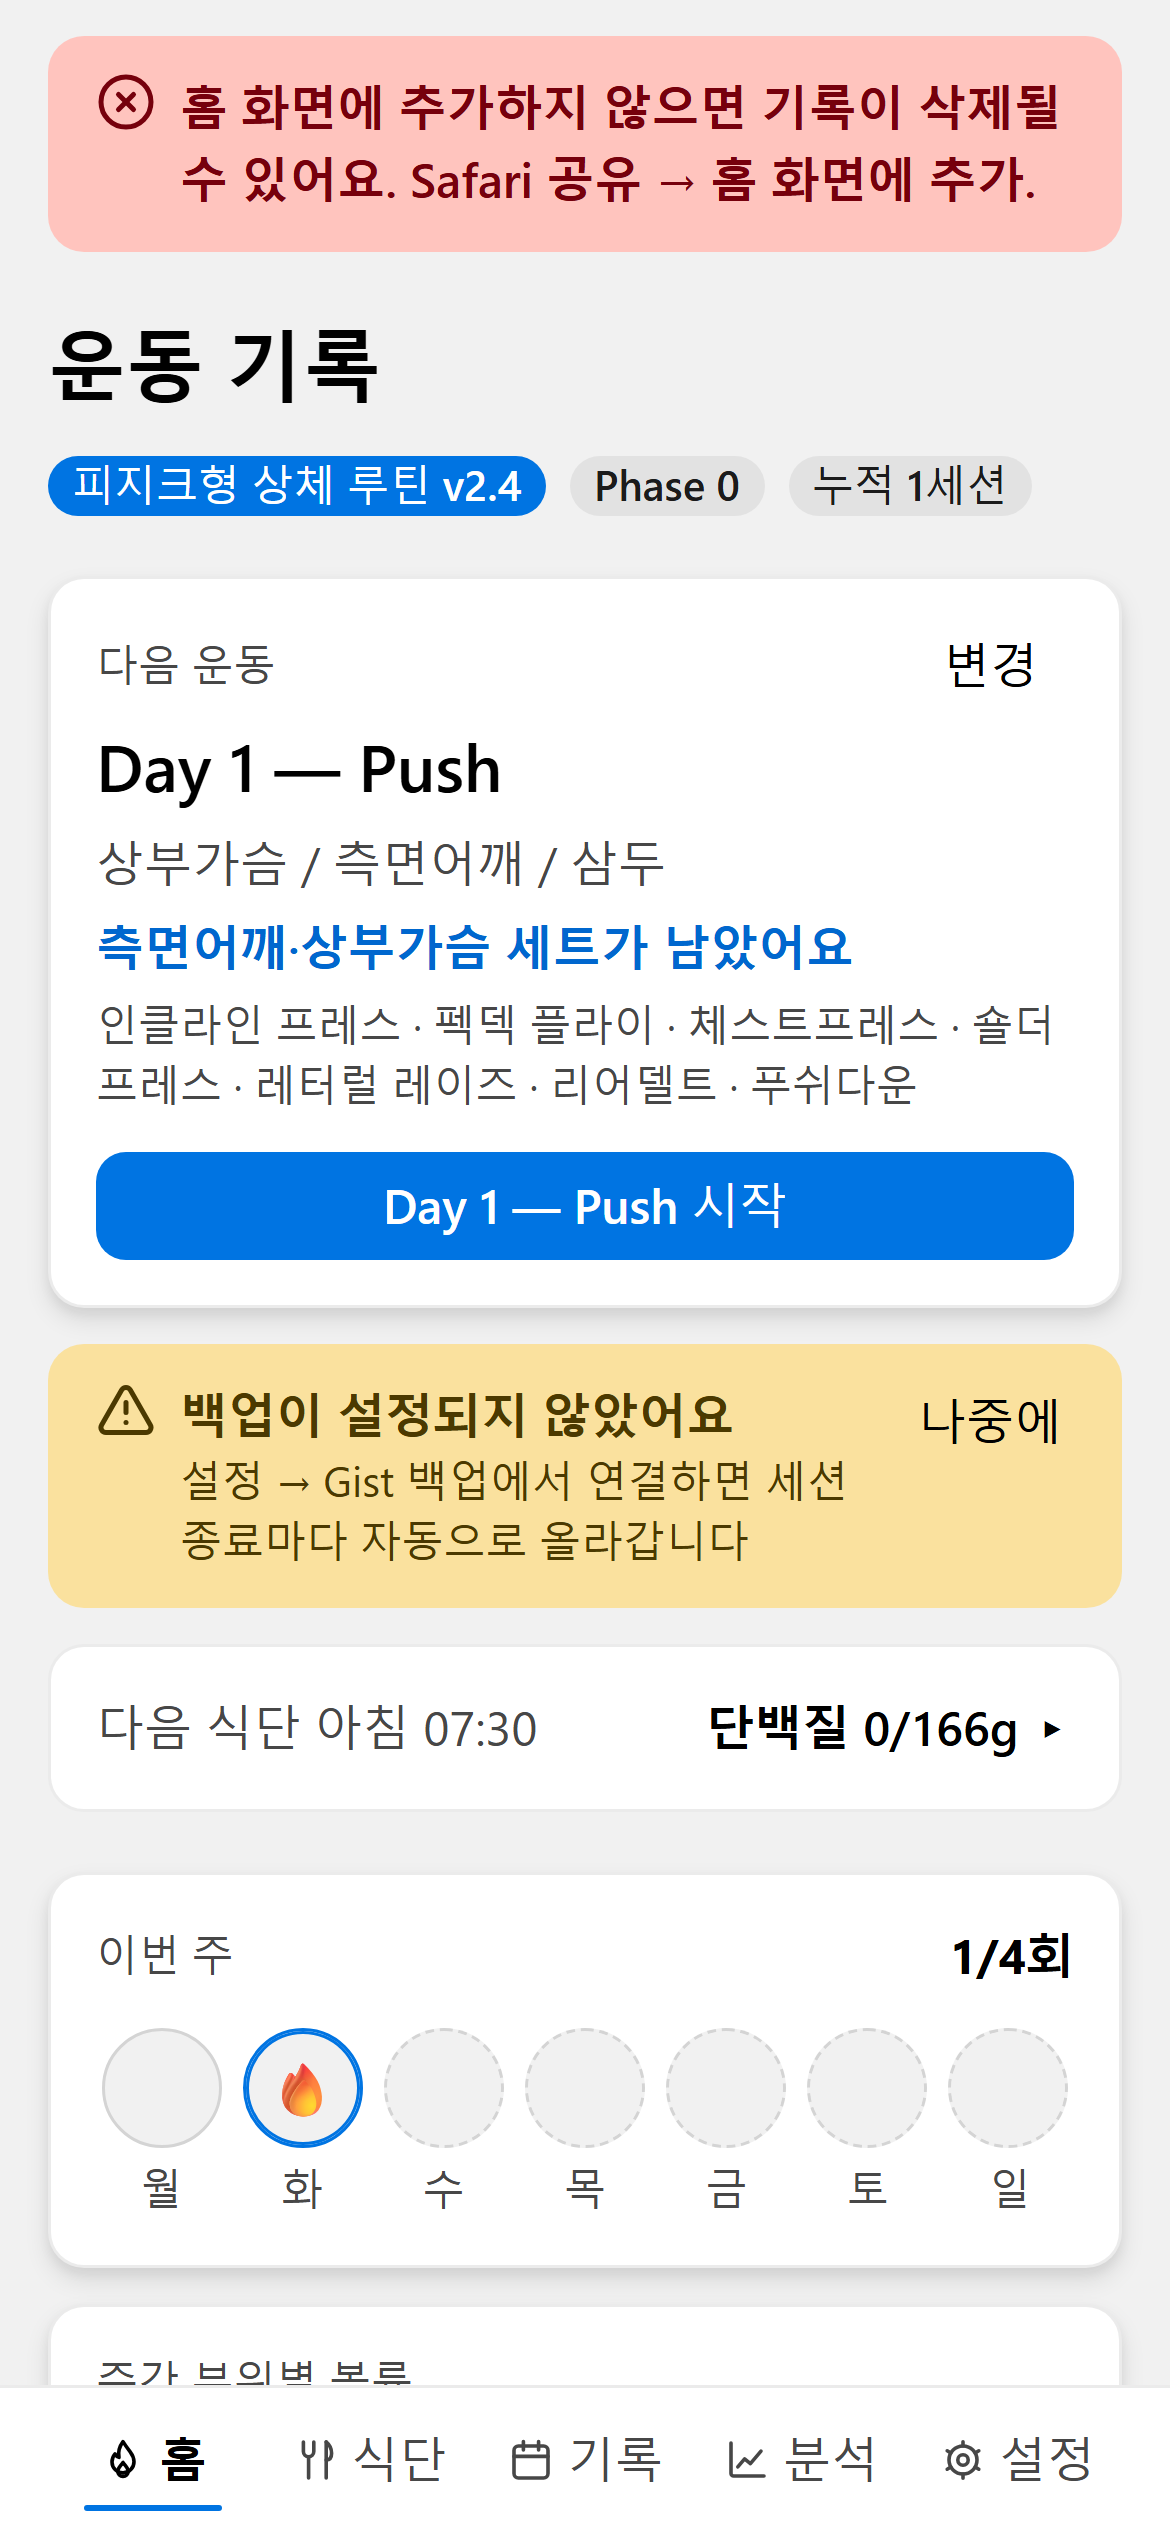 홈 화면에 추가하지 않으면 기록이 삭제될
수 있어요. Safari 공유 → 홈 화면에 추가.
운동 기록
피지크형 상체 루틴 v2.4
Phase 0
누적 1세션
다음 운동
변경
Day 1 — Push
상부가슴 / 측면어깨 / 삼두
측면어깨·상부가슴 세트가 남았어요
인클라인 프레스 · 펙덱 플라이 · 체스트프레스 · 숄더
프레스 · 레터럴 레이즈 · 리어델트 · 푸쉬다운
Day 1 — Push 시작
백업이 설정되지 않았어요
나중에
설정 → Gist 백업에서 연결하면 세션
종료마다 자동으로 올라갑니다
다음 식단 아침 07:30
단백질 0/166g ▸
이번 주
1/4회
월
화
수
목
금
토
일
주간 부위별 볼륨
홈
식단
기록
분석
설정